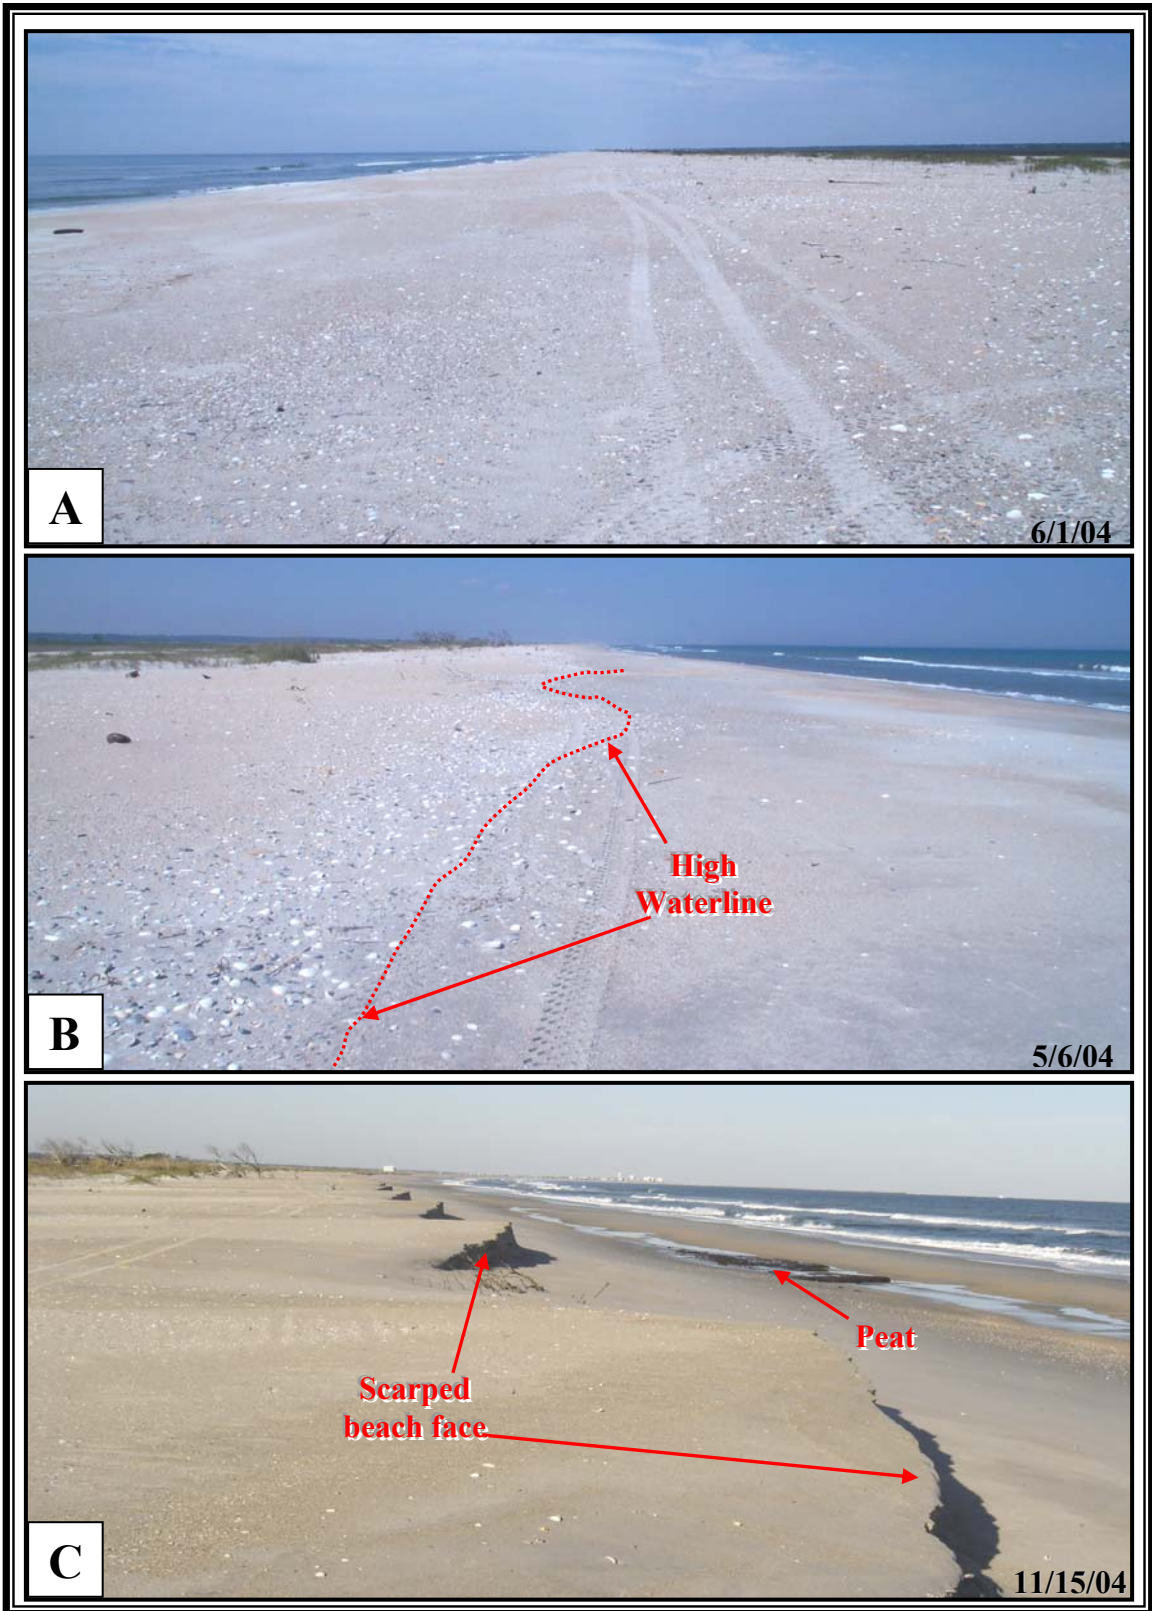 A
6/1/04
High
Waterline
B
5/6/04
Peat
Scarped
beach face
C
11/15/04